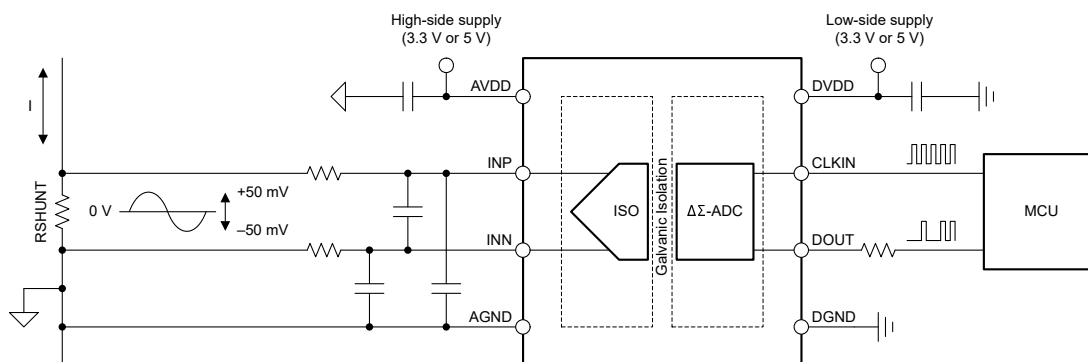 High-side supply
(3.3 V or 5 V)
Low-side supply
(3.3 V or 5 V)
AVDD
DVDD
I
INP
CLKIN
RSHUNT
0 V
+50 mV
–50 mV
ISO
Galvanic Isolation
ΔΣ-ADC
MCU
INN
DOUT
AGND
DGND